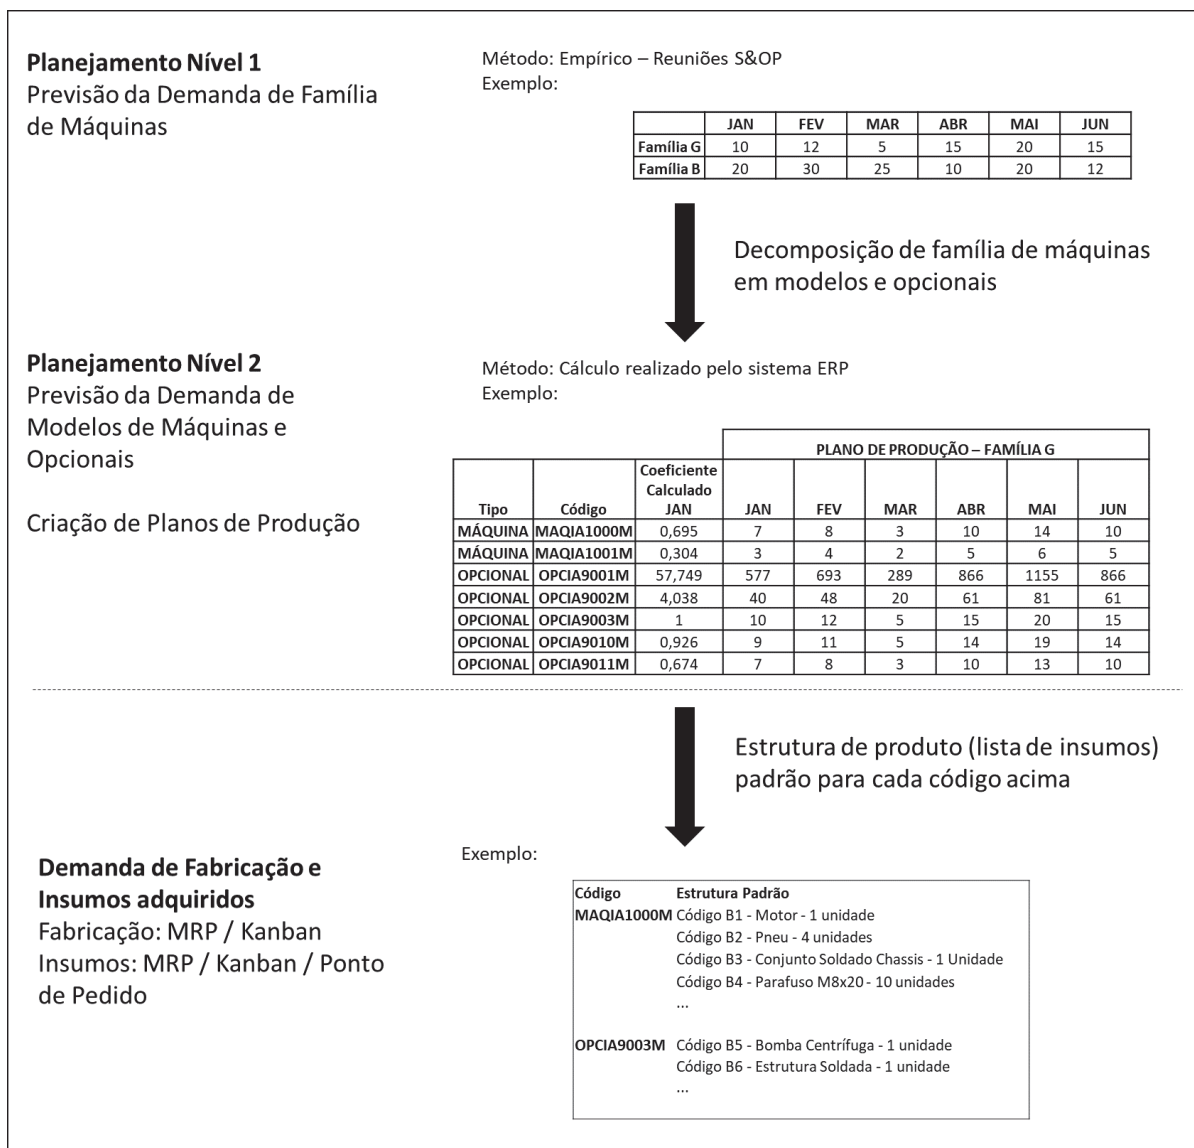 Planejamento Nível 1
Previsão da Demanda de Família
de Máquinas
Método: Empírico – Reuniões S&OP
Exemplo:
JAN FEV MAR ABR MAI JUN
Família G 10 12 5 15 20 15
Família B 20 30 25 10 20 12
Decomposição de família de máquinas
em modelos e opcionais
Planejamento Nível 2
Previsão da Demanda de
Modelos de Máquinas e
Opcionais
Criação de Planos de Produção
Método: Cálculo realizado pelo sistema ERP
Exemplo:
PLANO DE PRODUÇÃO – FAMÍLIA G
Coeficiente
Calculado
Tipo Código JAN JAN FEV MAR ABR MAI JUN
MÁQUINA MAQIA1000M 0,695 7 8 3 10 14 10
MÁQUINA MAQIA1001M 0,304 3 4 2 5 6 5
OPCIONAL OPCIA9001M 57,749 577 693 289 866 1155 866
OPCIONAL OPCIA9002M 4,038 40 48 20 61 81 61
OPCIONAL OPCIA9003M 1 10 12 5 15 20 15
OPCIONAL OPCIA9010M 0,926 9 11 5 14 19 14
OPCIONAL OPCIA9011M 0,674 7 8 3 10 13 10
Estrutura de produto (lista de insumos)
padrão para cada código acima
Demanda de Fabricação e
Insumos adquiridos
Fabricação: MRP / Kanban
Insumos: MRP / Kanban / Ponto
de Pedido
Exemplo:
Código Estrutura Padrão
MAQIA1000M Código B1 - Motor - 1 unidade
Código B2 - Pneu - 4 unidades
Código B3 - Conjunto Soldado Chassis - 1 Unidade
Código B4 - Parafuso M8x20 - 10 unidades
...
OPCIA9003M Código B5 - Bomba Centrífuga - 1 unidade
Código B6 - Estrutura Soldada - 1 unidade
...